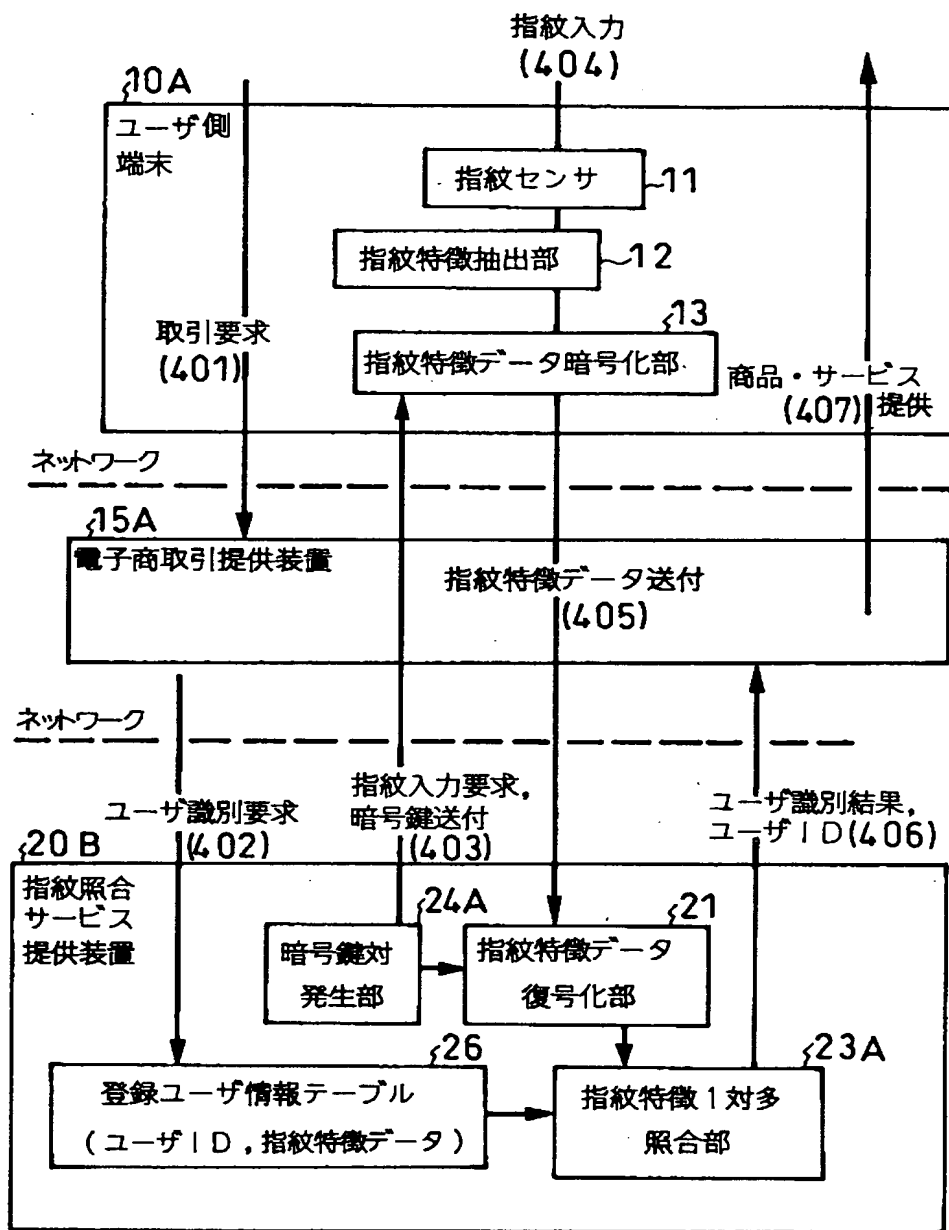 指紋入力
(404)
10A
ユーザ側
端末
指紋センサ
11
指紋特徴抽出部
12
13
取引要求
(401)
指紋特徴データ暗号化部
商品・サービス
(407)提供
ネットワーク
15A
電子商取引提供装置
指紋特徴データ送付
(405)
ネットワーク
ユーザ識別要求
(402)
指紋入力要求,
暗号鍵送付
(403)
ユーザ識別結果,
ユーザID(406)
20B
指紋照合
サービス
提供装置
24A
暗号鍵対
発生部
21
指紋特徴データ
復号化部
26
登録ユーザ情報テーブル
(ユーザID,指紋特徴データ)
23A
指紋特徴1対多
照合部